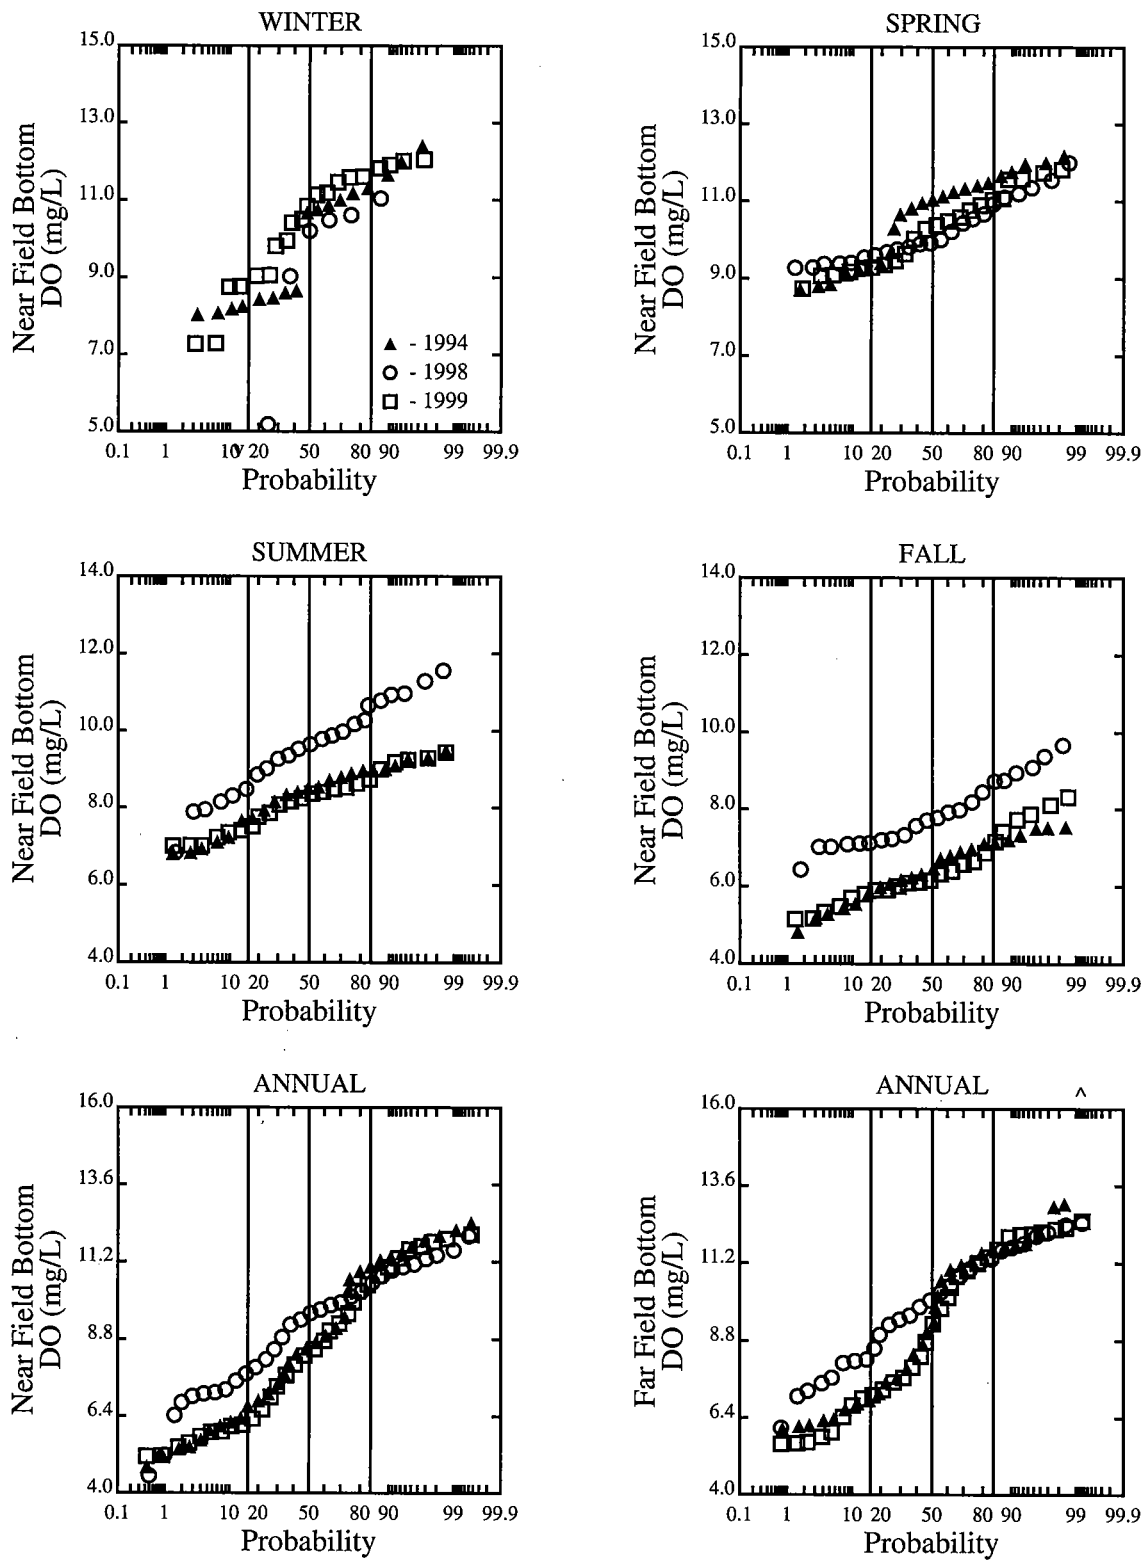 WINTER
15.0
13.0
11.0
9.0
7.0
5.0
Near Field Bottom
DO (mg/L)
▲ - 1994
○ - 1998
□ - 1999
0.1 1 10 20 50 80 90 99 99.9
v
Probability
SPRING
15.0
13.0
11.0
9.0
7.0
5.0
Near Field Bottom
DO (mg/L)
0.1 1 10 20 50 80 90 99 99.9
Probability
SUMMER
14.0
12.0
10.0
8.0
6.0
4.0
Near Field Bottom
DO (mg/L)
0.1 1 10 20 50 80 90 99 99.9
Probability
FALL
14.0
12.0
10.0
8.0
6.0
4.0
Near Field Bottom
DO (mg/L)
0.1 1 10 20 50 80 90 99 99.9
Probability
ANNUAL
16.0
13.6
11.2
8.8
6.4
4.0
Near Field Bottom
DO (mg/L)
0.1 1 10 20 50 80 90 99 99.9
Probability
ANNUAL
^
16.0
13.6
11.2
8.8
6.4
4.0
Far Field Bottom
DO (mg/L)
0.1 1 10 20 50 80 90 99 99.9
Probability